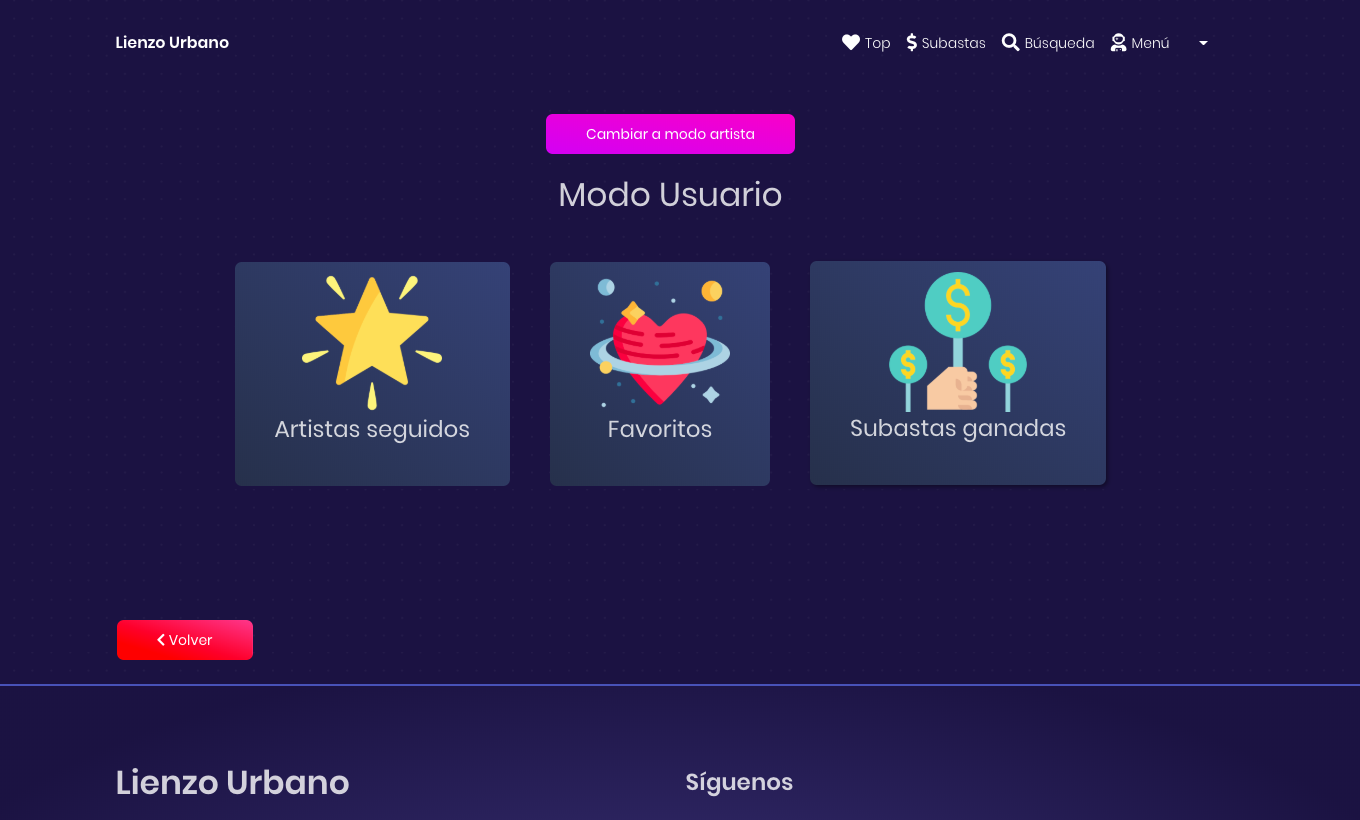 Lienzo Urbano
Top Subastas Búsqueda Menú
Cambiar a modo artista
Modo Usuario
Artistas seguidos
Favoritos
Subastas ganadas
Volver
Lienzo Urbano
Síguenos